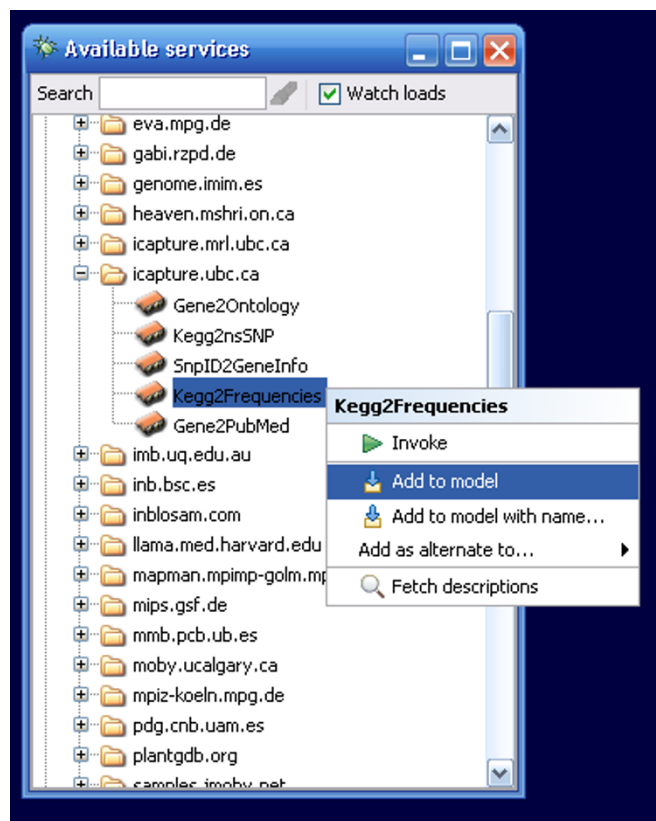 Available services
Search
Watch loads
eva.mpg.de
gabi.rzpd.de
genome.imim.es
heaven.mshri.on.ca
icapture.mrl.ubc.ca
icapture.ubc.ca
Gene2Ontology
Kegg2nsSNP
SnpID2GeneInfo
Kegg2Frequencies
Gene2PubMed
imb.uq.edu.au
inb.bsc.es
inblosam.com
llama.med.harvard.edu
mapman.mpimp-golm.mp
mips.gsf.de
mmb.pcb.ub.es
moby.ucalgary.ca
mpiz-koeln.mpg.de
pdg.cnb.uam.es
plantgdb.org
samples.jmoby.net
Kegg2Frequencies
Invoke
Add to model
Add to model with name...
Add as alternate to...
Fetch descriptions